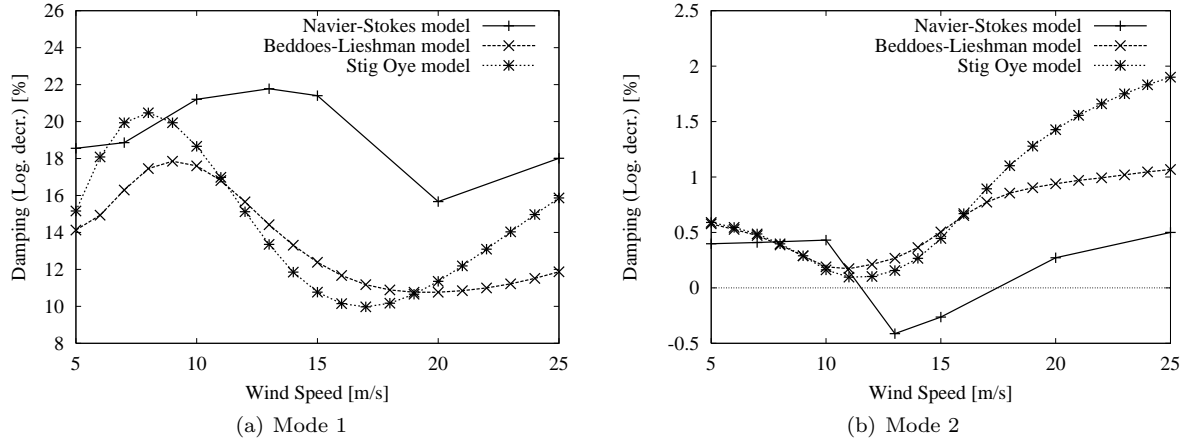 26
24
22
20
18
16
14
12
10
8
Damping (Log. decr.) [%]
Navier-Stokes model
Beddoes-Lieshman model
Stig Oye model
5 10 15 20 25
Wind Speed [m/s]
(a) Mode 1
2.5
2
1.5
1
0.5
0
-0.5
Damping (Log. decr.) [%]
Navier-Stokes model
Beddoes-Lieshman model
Stig Oye model
5 10 15 20 25
Wind Speed [m/s]
(b) Mode 2